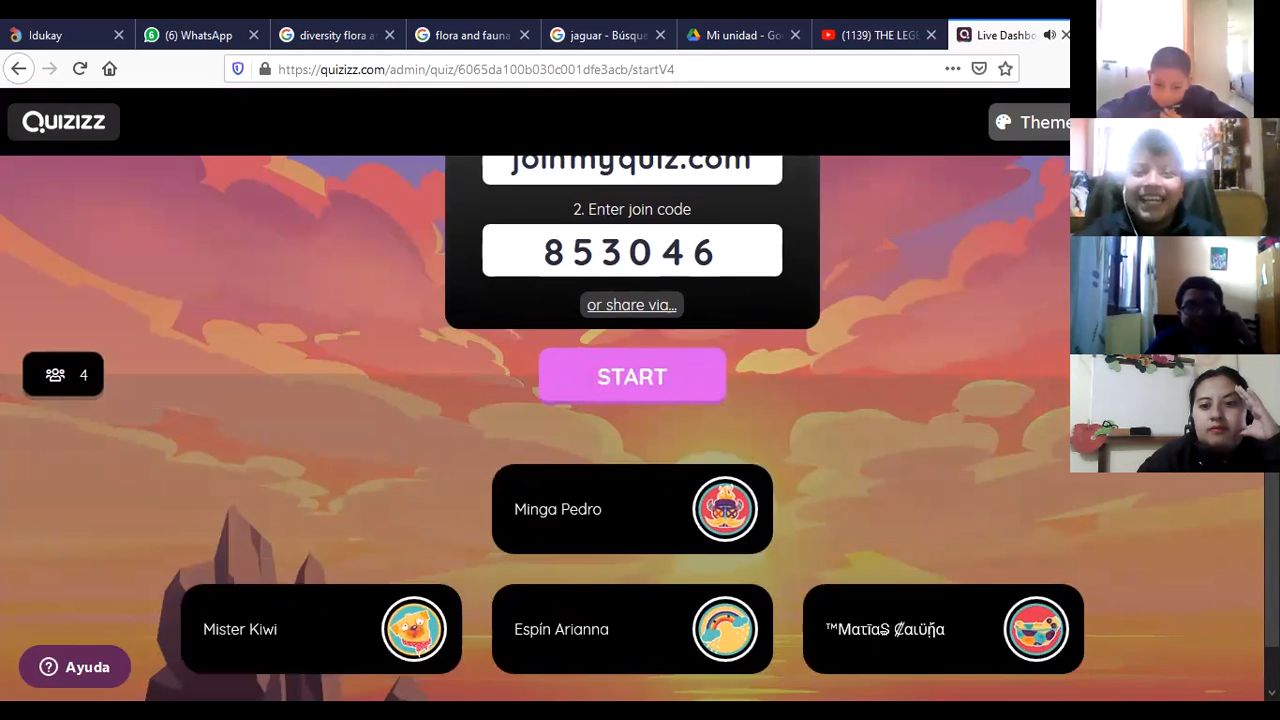 Idukay
(6) WhatsApp
diversity flora a
flora and fauna
jaguar - Búsque
Mi unidad - Go
(1139) THE LEGE
Live Dashbo
https://quizizz.com/admin/quiz/6065da100b030c001dfe3acb/startV4
QUIZIZZ
Theme
joinmyquiz.com
2. Enter join code
853046
or share via...
4
START
Minga Pedro
Mister Kiwi
Espín Arianna
Ayuda